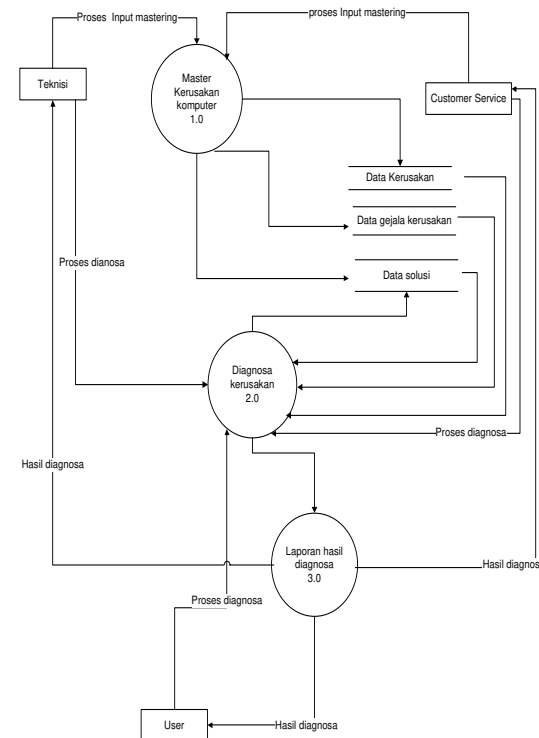 Proses Input mastering
proses Input mastering
Teknisi
Master
Kerusakan
komputer
1.0
Customer Service
Data Kerusakan
Data gejala kerusakan
Proses dianosa
Data solusi
Diagnosa
kerusakan
2.0
Proses diagnosa
Hasil diagnosa
Laporan hasil
diagnosa
3.0
Hasil diagnos
Proses diagnosa
User
Hasil diagnosa